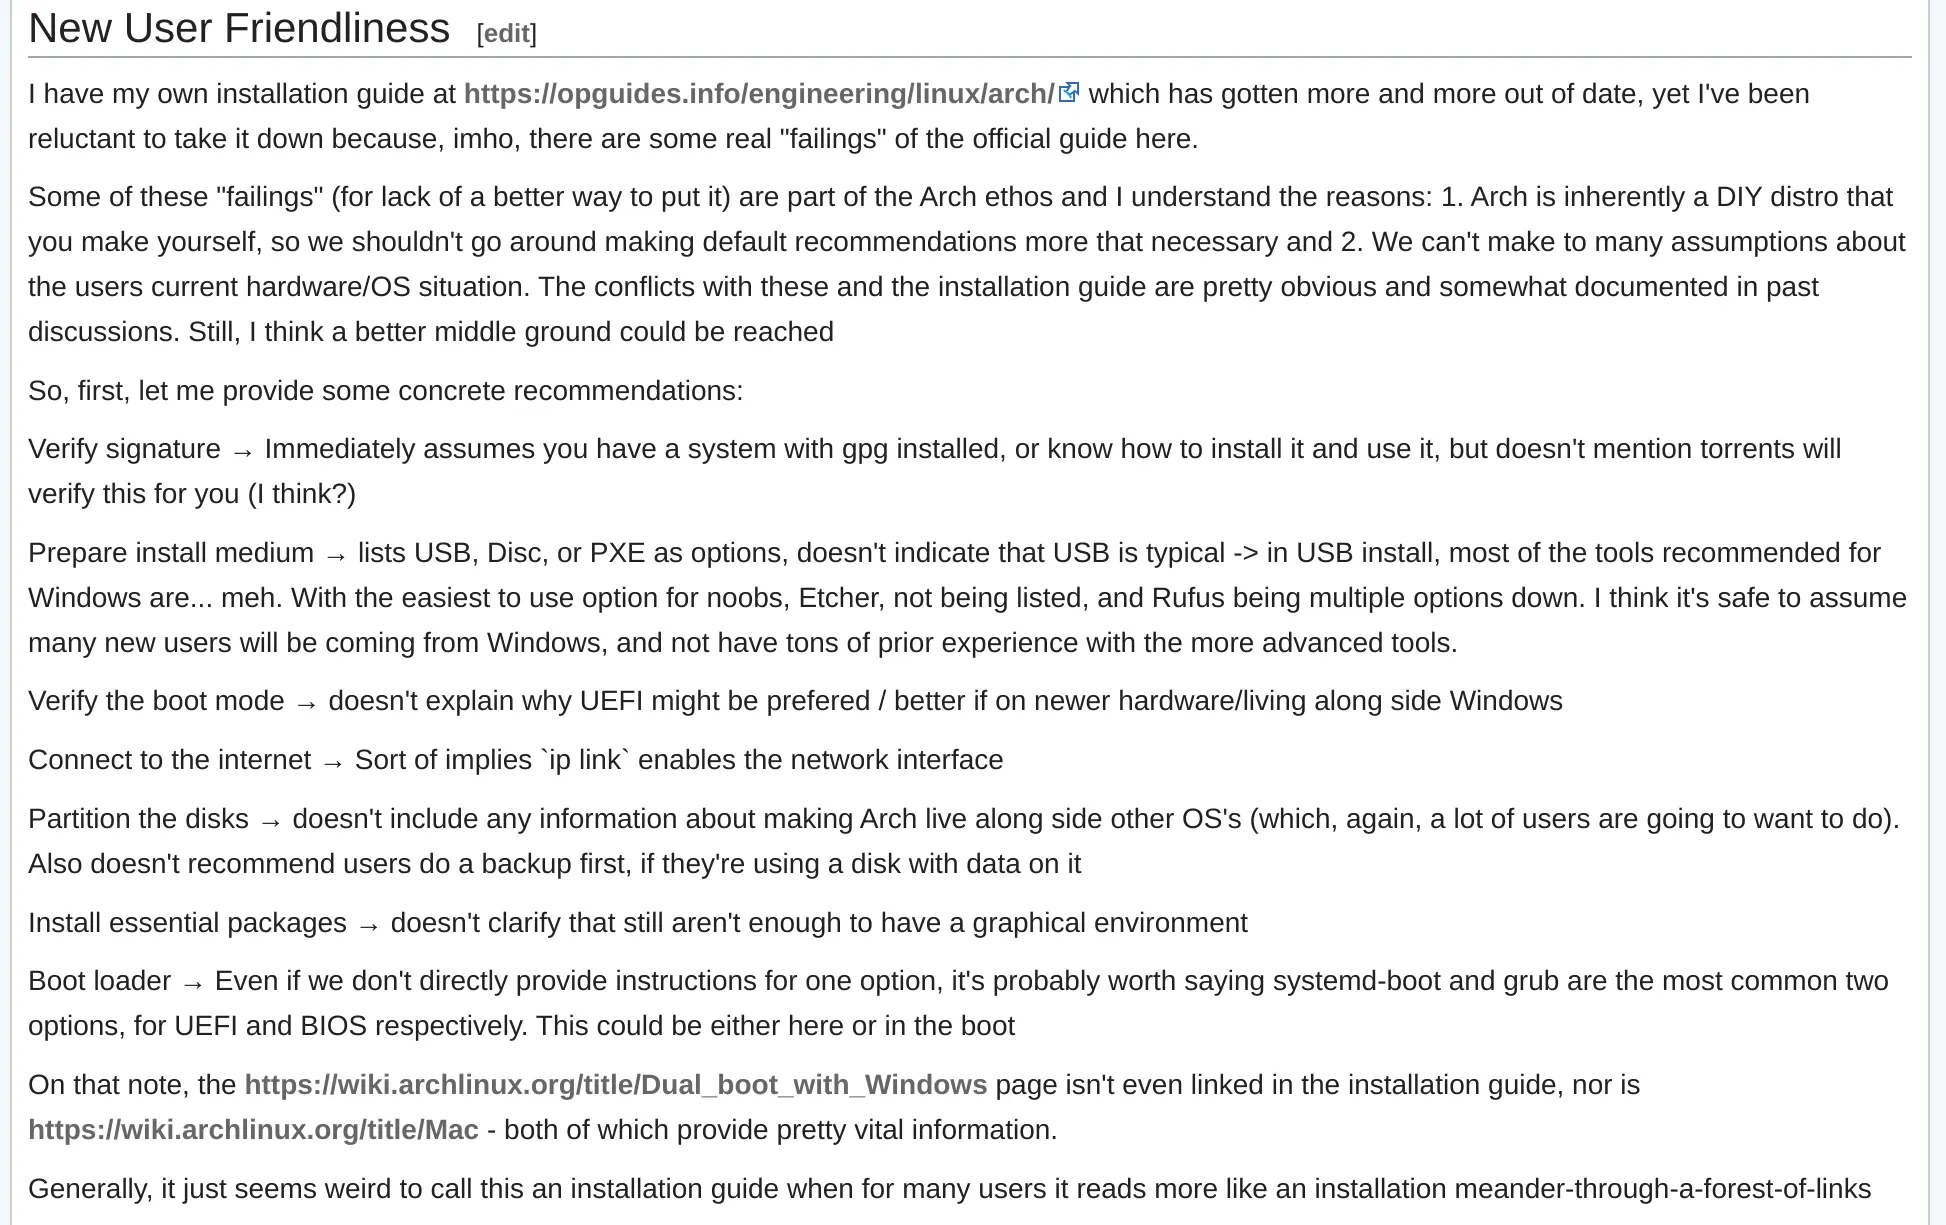 New User Friendliness [edit]
I have my own installation guide at https://opguides.info/engineering/linux/arch/ which has gotten more and more out of date, yet I've been
reluctant to take it down because, imho, there are some real "failings" of the official guide here.
Some of these "failings" (for lack of a better way to put it) are part of the Arch ethos and I understand the reasons: 1. Arch is inherently a DIY distro that
you make yourself, so we shouldn't go around making default recommendations more that necessary and 2. We can't make to many assumptions about
the users current hardware/OS situation. The conflicts with these and the installation guide are pretty obvious and somewhat documented in past
discussions. Still, I think a better middle ground could be reached
So, first, let me provide some concrete recommendations:
Verify signature → Immediately assumes you have a system with gpg installed, or know how to install it and use it, but doesn't mention torrents will
verify this for you (I think?)
Prepare install medium → lists USB, Disc, or PXE as options, doesn't indicate that USB is typical -> in USB install, most of the tools recommended for
Windows are... meh. With the easiest to use option for noobs, Etcher, not being listed, and Rufus being multiple options down. I think it's safe to assume
many new users will be coming from Windows, and not have tons of prior experience with the more advanced tools.
Verify the boot mode → doesn't explain why UEFI might be prefered / better if on newer hardware/living along side Windows
Connect to the internet → Sort of implies `ip link` enables the network interface
Partition the disks → doesn't include any information about making Arch live along side other OS's (which, again, a lot of users are going to want to do).
Also doesn't recommend users do a backup first, if they're using a disk with data on it
Install essential packages → doesn't clarify that still aren't enough to have a graphical environment
Boot loader → Even if we don't directly provide instructions for one option, it's probably worth saying systemd-boot and grub are the most common two
options, for UEFI and BIOS respectively. This could be either here or in the boot
On that note, the https://wiki.archlinux.org/title/Dual_boot_with_Windows page isn't even linked in the installation guide, nor is
https://wiki.archlinux.org/title/Mac - both of which provide pretty vital information.
Generally, it just seems weird to call this an installation guide when for many users it reads more like an installation meander-through-a-forest-of-links